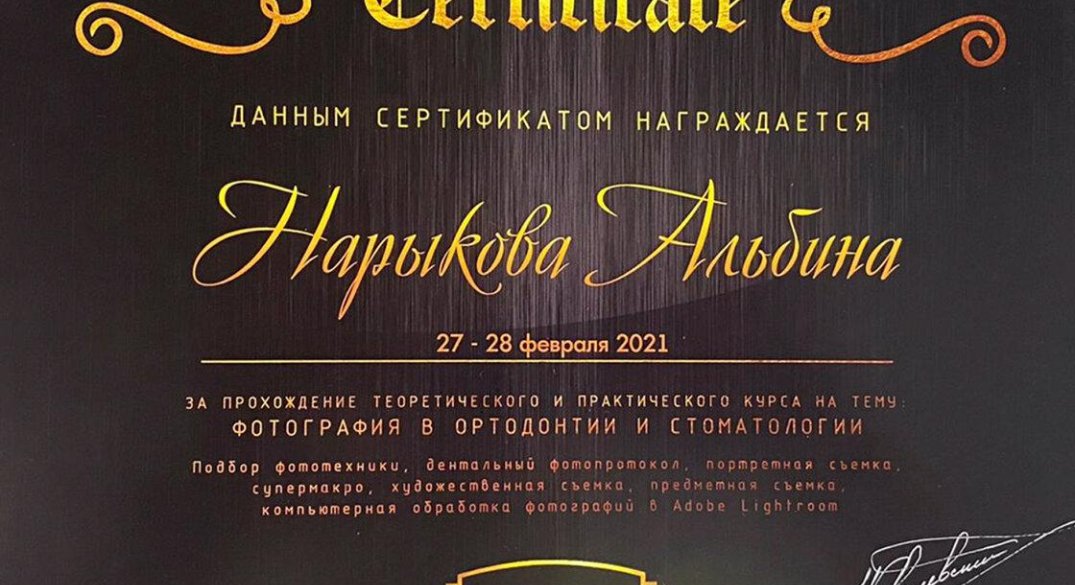 Certificate
ДАННЫМ СЕРТИФИКАТОМ НАГРАЖДАЕТСЯ
Нарыкова Альбина
27 - 28 февраля 2021
ЗА ПРОХОЖДЕНИЕ ТЕОРЕТИЧЕСКОГО И ПРАКТИЧЕСКОГО КУРСА НА ТЕМУ:
ФОТОГРАФИЯ В ОРТОДОНТИИ И СТОМАТОЛОГИИ
Подбор фототехники, дентальный фотопротокол, портретная съемка,
супермакро, художественная съемка, предметная съемка,
компьютерная обработка фотографий в Adobe Lightroom